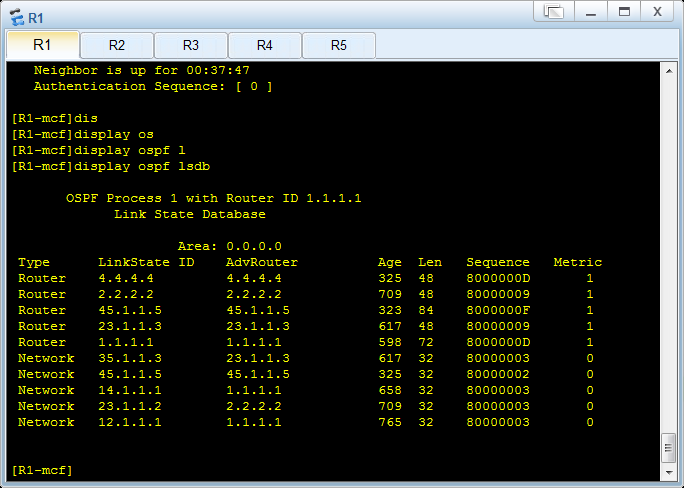 R1
R1 R2 R3 R4 R5
Neighbor is up for 00:37:47
Authentication Sequence: [ 0 ]
[R1-mcf]dis
[R1-mcf]display os
[R1-mcf]display ospf l
[R1-mcf]display ospf lsdb
OSPF Process 1 with Router ID 1.1.1.1
Link State Database
Area: 0.0.0.0
Type LinkState ID AdvRouter Age Len Sequence Metric
Router 4.4.4.4 4.4.4.4 325 48 8000000D 1
Router 2.2.2.2 2.2.2.2 709 48 80000009 1
Router 45.1.1.5 45.1.1.5 323 84 8000000F 1
Router 23.1.1.3 23.1.1.3 617 48 80000009 1
Router 1.1.1.1 1.1.1.1 598 72 8000000D 1
Network 35.1.1.3 23.1.1.3 617 32 80000003 0
Network 45.1.1.5 45.1.1.5 325 32 80000002 0
Network 14.1.1.1 1.1.1.1 658 32 80000003 0
Network 23.1.1.2 2.2.2.2 709 32 80000003 0
Network 12.1.1.1 1.1.1.1 765 32 80000003 0
[R1-mcf]